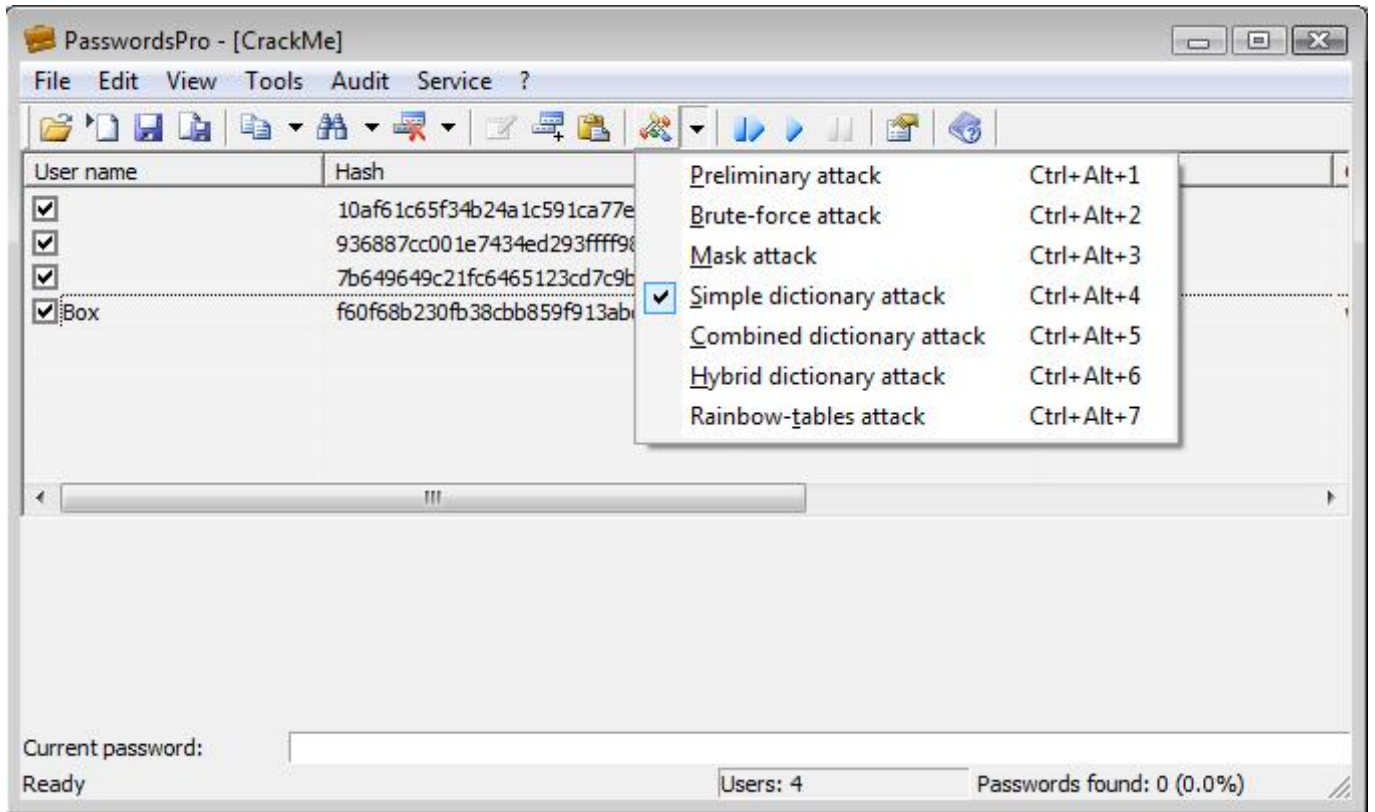 PasswordsPro - [CrackMe]
File Edit View Tools Audit Service ?
User name Hash
10af61c65f34b24a1c591ca77e
936887cc001e7434ed293ffff98
7b649649c21fc6465123cd7c9b
Box f60f68b230fb38cbb859f913ab
Preliminary attack Ctrl+Alt+1
Brute-force attack Ctrl+Alt+2
Mask attack Ctrl+Alt+3
Simple dictionary attack Ctrl+Alt+4
Combined dictionary attack Ctrl+Alt+5
Hybrid dictionary attack Ctrl+Alt+6
Rainbow-tables attack Ctrl+Alt+7
Current password:
Ready Users: 4 Passwords found: 0 (0.0%)